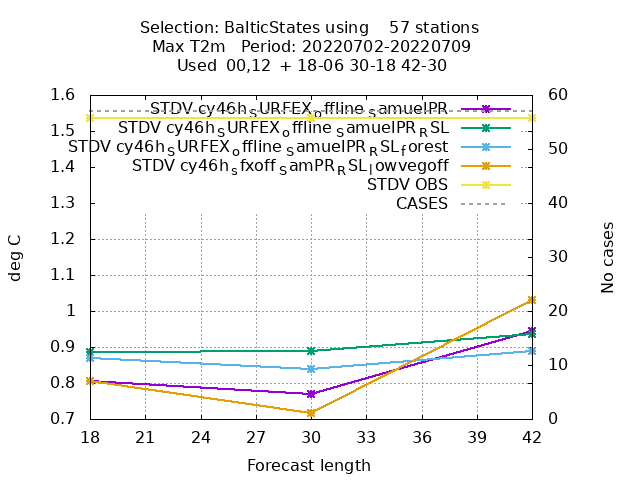 Selection: BalticStates using 57 stations
Max T2m Period: 20220702-20220709
Used 00,12 + 18-06 30-18 42-30
1.6
1.5
1.4
1.3
1.2
1.1
1
0.9
0.8
0.7
deg C
STDV cy46h_SURFEX_offline_samuelPR
STDV cy46h_SURFEX_offline_SamuelPR_RSL
STDV cy46h_SURFEX_offline_SamuelPR_RSL_forest
STDV cy46h_sfxoff_SamPR_RSL_lowvegoff
STDV OBS
CASES
60
50
40
30
20
10
0
No cases
18 21 24 27 30 33 36 39 42
Forecast length